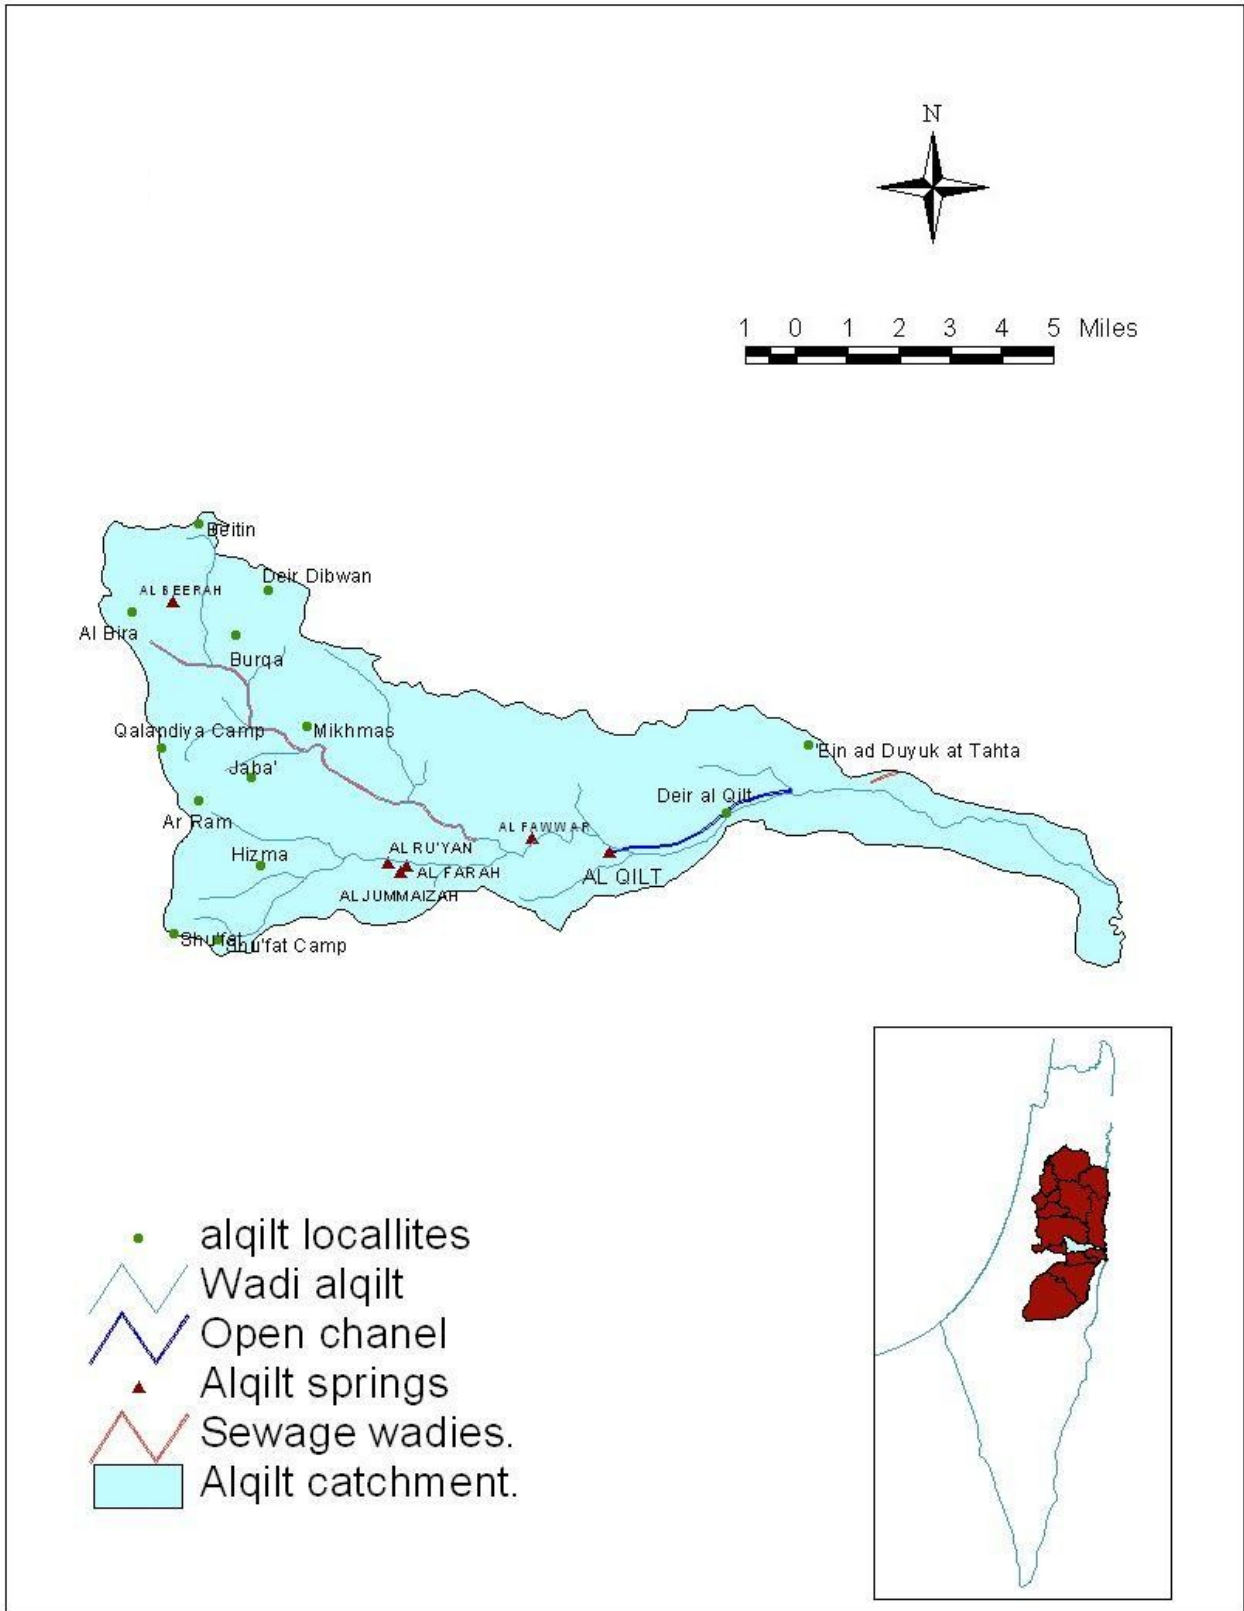 N
1 0 1 2 3 4 5 Miles
Beitin
Deir Dibwan
AL BEERAH
Al Bira
Burqa
Qalandiya Camp
Mikhmas
'Ein ad Duyuk at Tahta
Jaba'
Deir al Qilt
Ar Ram
AL FAWWAR
Hizma
AL RU'YAN
AL FARAH
AL QILT
AL JUMMAIZAH
Shu'fat
Shu'fat Camp
alqilt locallites
Wadi alqilt
Open chanel
Alqilt springs
Sewage wadies.
Alqilt catchment.